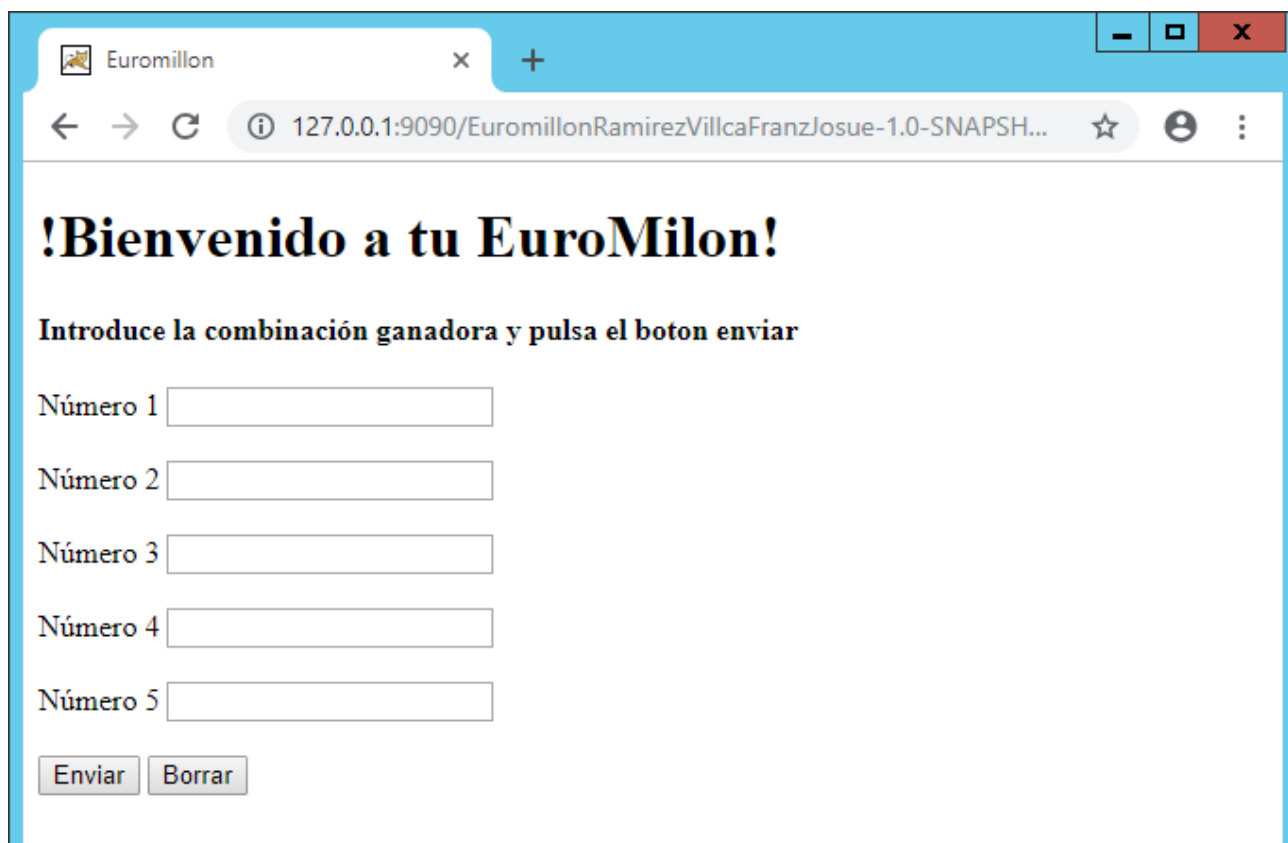 Euromillon
127.0.0.1:9090/EuromillonRamirezVillcaFranzJosue-1.0-SNAPSH...
!Bienvenido a tu EuroMilon!
Introduce la combinación ganadora y pulsa el boton enviar
Número 1
Número 2
Número 3
Número 4
Número 5
Enviar Borrar